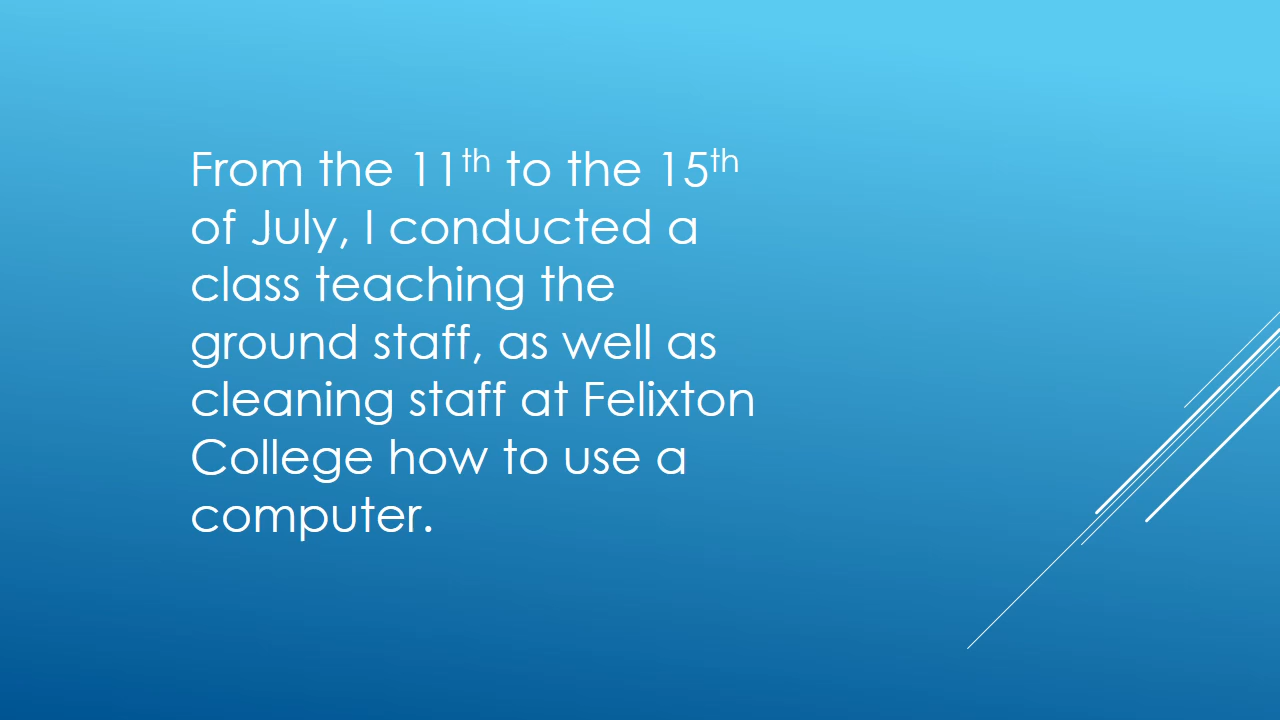 From the 11th to the 15th
of July, I conducted a
class teaching the
ground staff, as well as
cleaning staff at Felixton
College how to use a
computer.